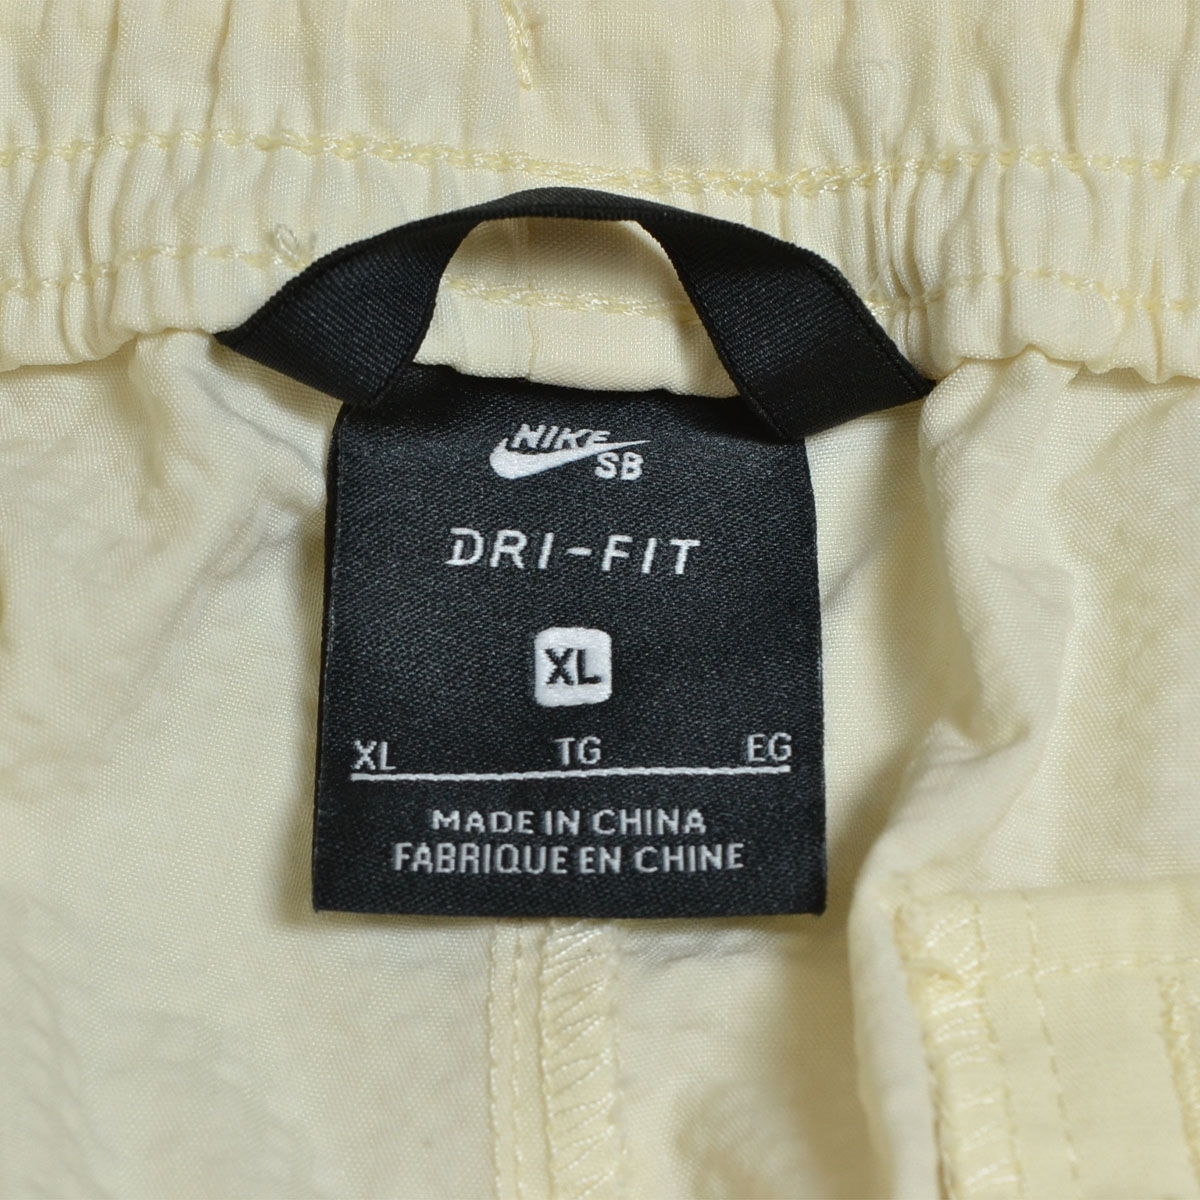 NIKE
SB
DRI-FIT
XL
XL TG EG
MADE IN CHINA
FABRIQUE EN CHINE